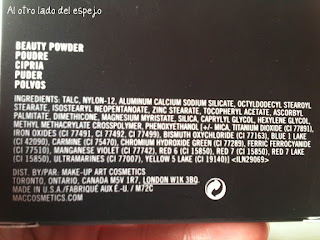 Al otro lado del espejo
BEAUTY POWDER
POUDRE
CIPRIA
PUDER
POLVOS
INGREDIENTS: TALC, NYLON-12, ALUMINUM CALCIUM SODIUM SILICATE, OCTYLDODECYL STEAROYL
STEARATE, ISOSTEARYL NEOPENTANOATE, ZINC STEARATE, TOCOPHERYL ACETATE, ASCORBYL
PALMITATE, DIMETHICONE, MAGNESIUM MYRISTATE, SILICA, CAPRYLYL GLYCOL, HEXYLENE GLYCOL,
METHYL METHACRYLATE CROSSPOLYMER, PHENOXYETHANOL [+/- MICA, TITANIUM DIOXIDE (CI 77891),
IRON OXIDES (CI 77491, CI 77492, CI 77499), BISMUTH OXYCHLORIDE (CI 77163), BLUE 1 LAKE
(CI 42090), CARMINE (CI 75470), CHROMIUM HYDROXIDE GREEN (CI 77289), FERRIC FERROCYANIDE
(CI 77510), MANGANESE VIOLET (CI 77742), RED 6 (CI 15850), RED 7 (CI 15850), RED 7 LAKE
(CI 15850), ULTRAMARINES (CI 77007), YELLOW 5 LAKE (CI 19140)] <ILN29069>
DIST. BY/PAR: MAKE-UP ART COSMETICS
TORONTO, ONTARIO, CANADA M5V 1R7, LONDON W1K 3BQ.
MADE IN U.S.A./FABRIQUÉ AUX É.-U. / M72C
MACCOSMETICS.COM